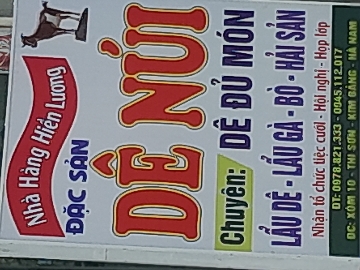 Nhà Hàng Hiền Lương
ĐẶC SẢN
DÊ NÚI
Chuyên: DÊ ĐỦ MÓN
LẨU DÊ - LẨU GÀ - BÒ - HẢI SẢN
Nhận tổ chức tiệc cưới - Hội nghị - Họp lớp
ĐT: 0978.821.333 - 0945.112.017
ĐC: XÓM 10 - THI SƠN - KIM BẢNG - HÀ NAM